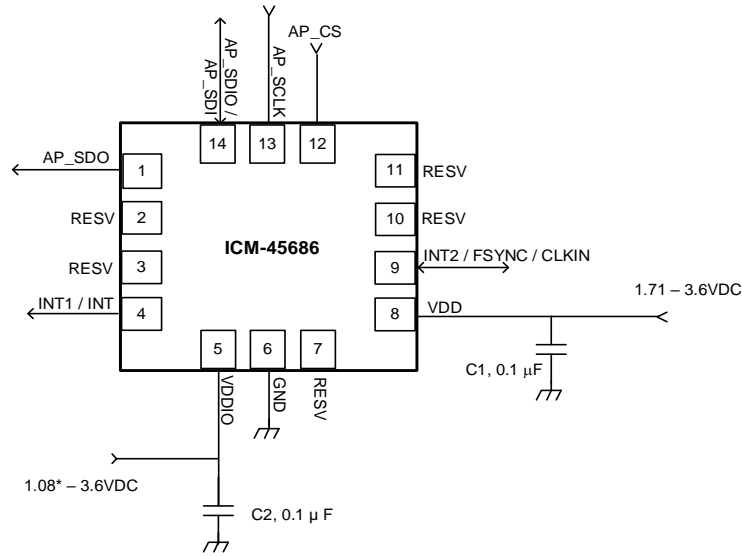 AP_SDIO /
AP_SDI
AP_SCLK
AP_CS
14
13
12
AP_SDO
1
11
RESV
RESV
2
10
RESV
ICM-45686
RESV
3
9
INT2 / FSYNC / CLKIN
INT1 / INT
4
8
VDD
1.71 – 3.6VDC
5
6
7
VDDIO
GND
RESV
C1, 0.1 μF
1.08* – 3.6VDC
C2, 0.1 μ F